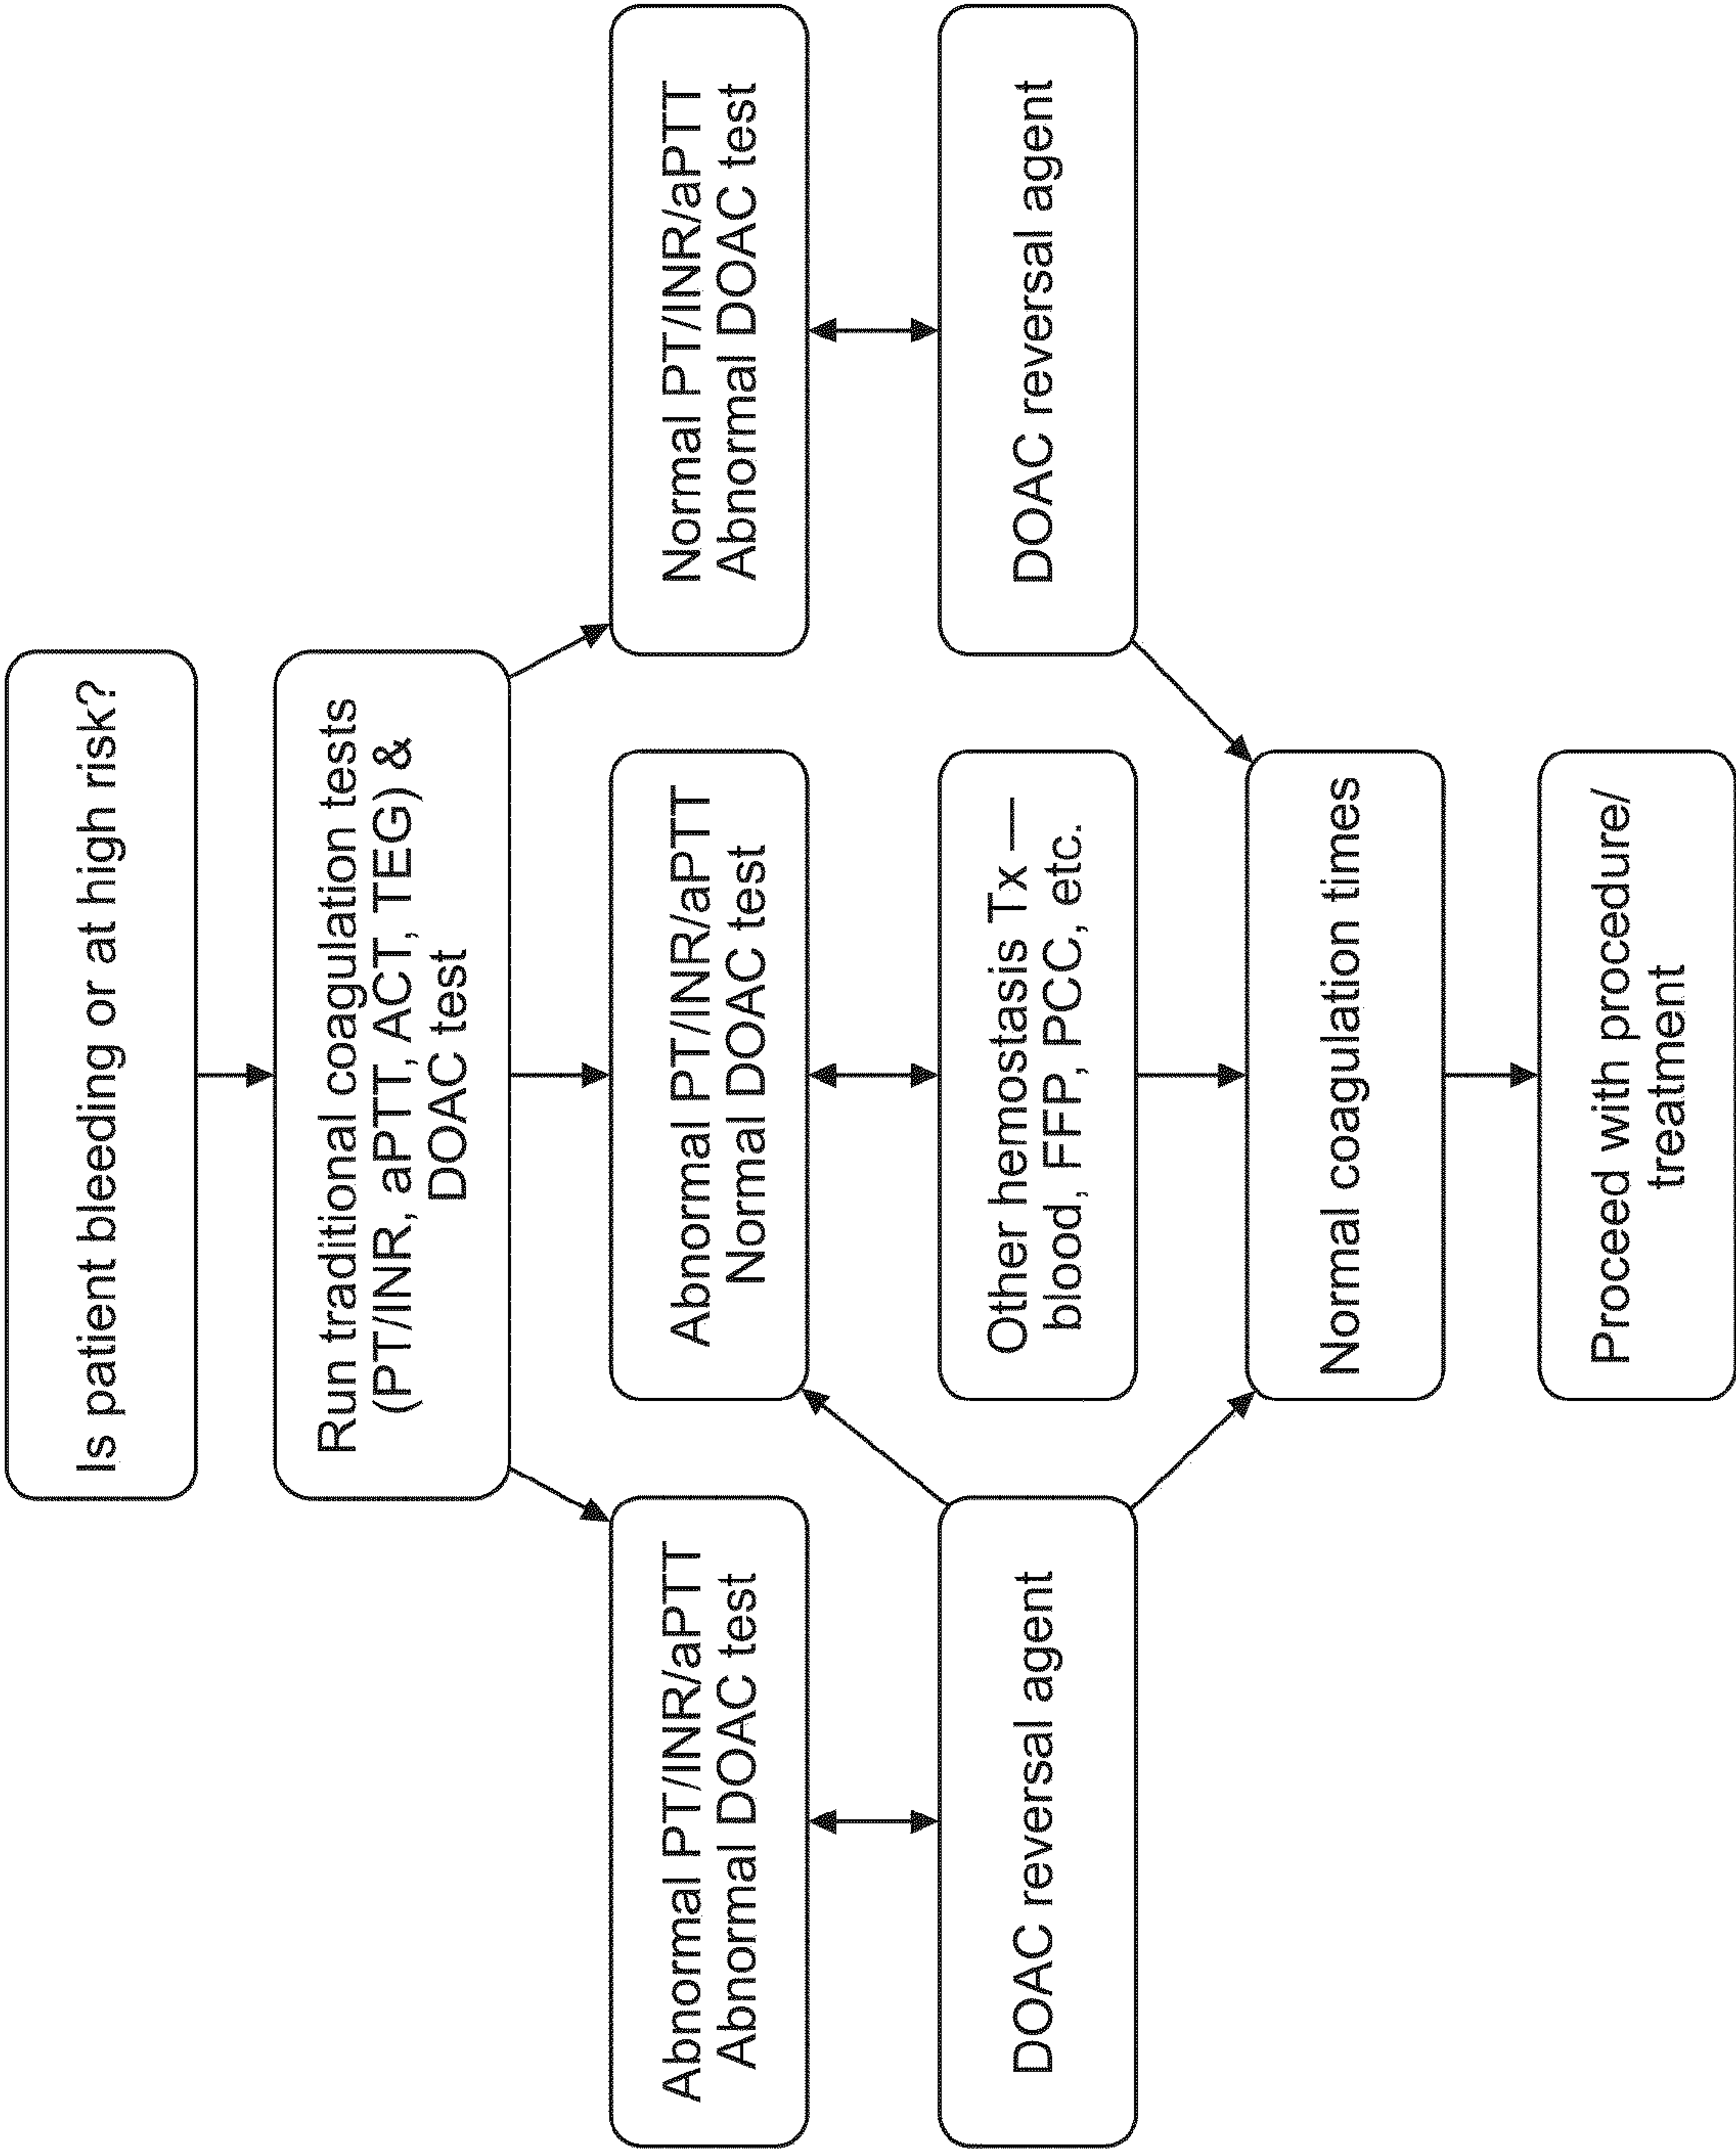 Is patient bleeding or at high risk?
Run traditional coagulation tests
(PT/INR, aPTT, ACT, TEG) &
DOAC test
Abnormal PT/INR/aPTT
Abnormal DOAC test
Abnormal PT/INR/aPTT
Normal DOAC test
Normal PT/INR/aPTT
Abnormal DOAC test
DOAC reversal agent
Other hemostasis Tx —
blood, FFP, PCC, etc.
DOAC reversal agent
Normal coagulation times
Proceed with procedure/
treatment